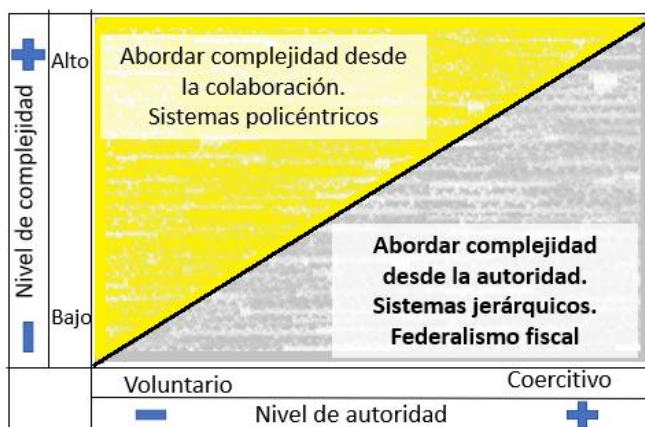 Nivel de complejidad
Alto
Bajo
Abordar complejidad desde
la colaboración.
Sistemas policéntricos
Abordar complejidad
desde la autoridad.
Sistemas jerárquicos.
Federalismo fiscal
Voluntario
Coercitivo
Nivel de autoridad